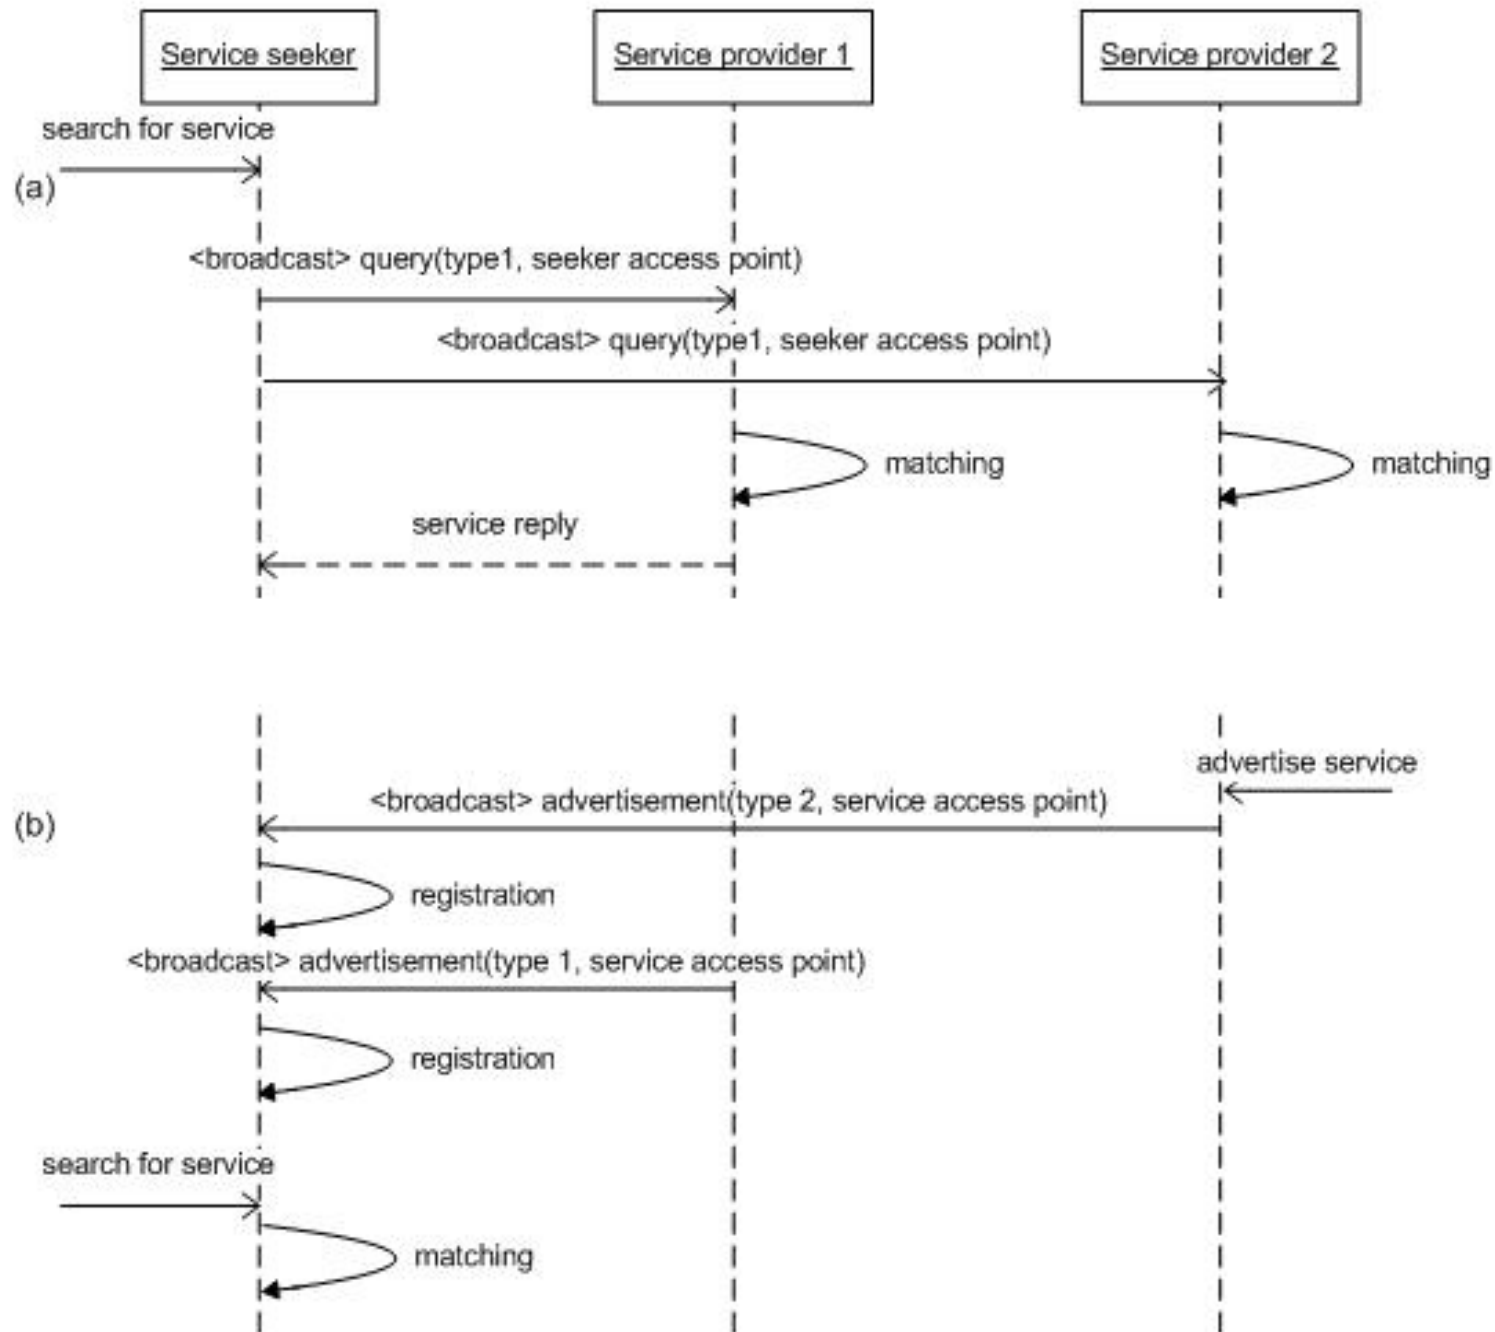 Service seeker
Service provider 1
Service provider 2
search for service
(a)
<broadcast> query(type1, seeker access point)
<broadcast> query(type1, seeker access point)
matching
matching
service reply
advertise service
<broadcast> advertisement(type 2, service access point)
(b)
registration
<broadcast> advertisement(type 1, service access point)
registration
search for service
matching